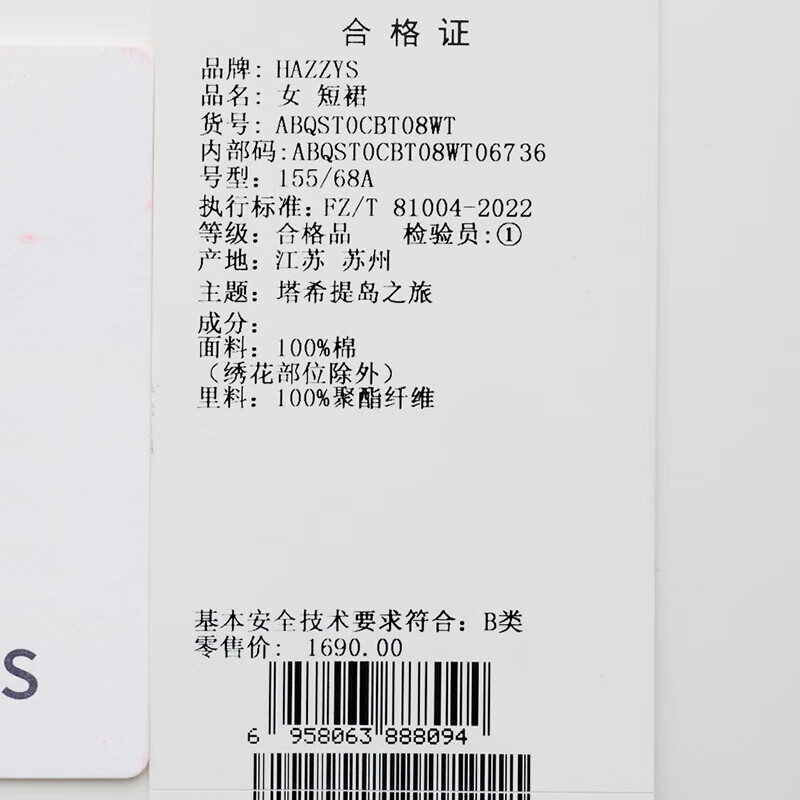 合格证
品牌: HAZZYS
品名: 女 短裙
货号: ABQST0CBT08WT
内部码:ABQST0CBT08WT06736
号型: 155/68A
执行标准: FZ/T 81004-2022
等级: 合格品 检验员:①
产地: 江苏 苏州
主题: 塔希提岛之旅
成分:
面料: 100%棉
（绣花部位除外）
里料: 100%聚酯纤维
基本安全技术要求符合: B类
零售价: 1690.00
6 958063 888094
S